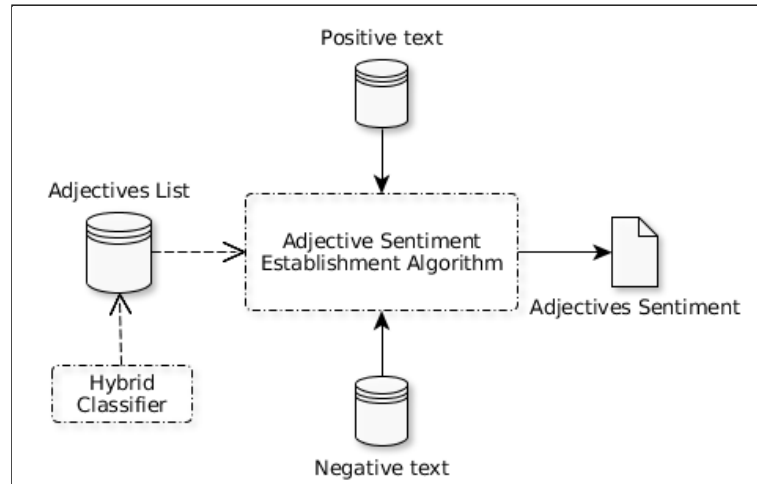 Positive text
Adjectives List
Adjective Sentiment
Establishment Algorithm
Adjectives Sentiment
Hybrid
Classifier
Negative text